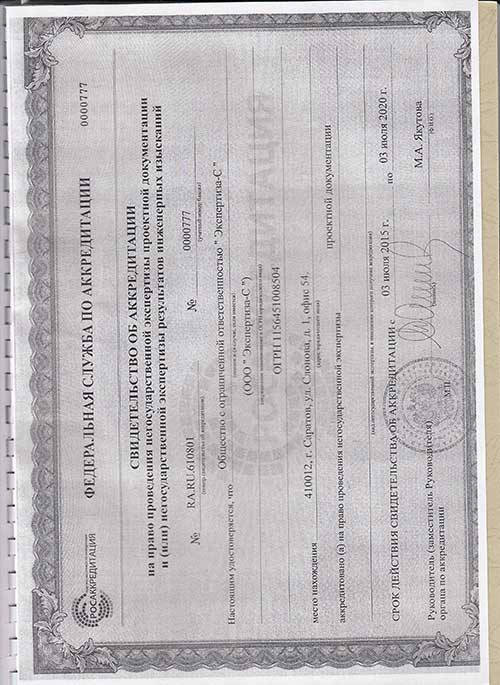 РОСАККРЕДИТАЦИЯ
ФЕДЕРАЛЬНАЯ СЛУЖБА ПО АККРЕДИТАЦИИ
0000777
СВИДЕТЕЛЬСТВО ОБ АККРЕДИТАЦИИ
на право проведения негосударственной экспертизы проектной документации
и (или) негосударственной экспертизы результатов инженерных изысканий
№ RA.RU.610801 № 0000777
(номер свидетельства об аккредитации) (учетный номер бланка)
Настоящим удостоверяется, что Общество с ограниченной ответственностью " Экспертиза-С "
(полное и (в случае, если имеется)
(ООО " Экспертиза-С ")
сокращенное наименование и ОГРН юридического лица)
ОГРН 1156451008504
место нахождения 410012, г. Саратов, ул. Слонова, д. 1, офис 54.
(адрес юридического лица)
аккредитовано (а) на право проведения негосударственной экспертизы проектной документации
(вид негосударственной экспертизы, в отношении которого получена аккредитация)
СРОК ДЕЙСТВИЯ СВИДЕТЕЛЬСТВА ОБ АККРЕДИТАЦИИ с 03 июля 2015 г. по 03 июля 2020 г.
Руководитель (заместитель Руководителя)
органа по аккредитации
М.П.
(подпись)
М.А. Якутова
(Ф.И.О.)